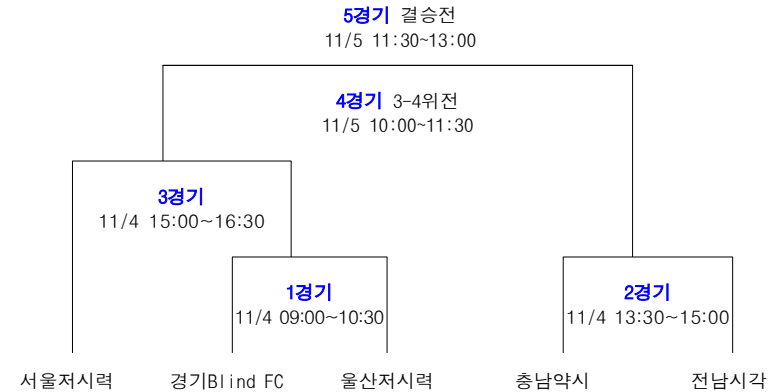 5경기 결승전
11/5 11:30~13:00
4경기 3-4위전
11/5 10:00~11:30
3경기
11/4 15:00~16:30
1경기
11/4 09:00~10:30
2경기
11/4 13:30~15:00
서울저시력 경기Blind FC 울산저시력 충남약시 전남시각